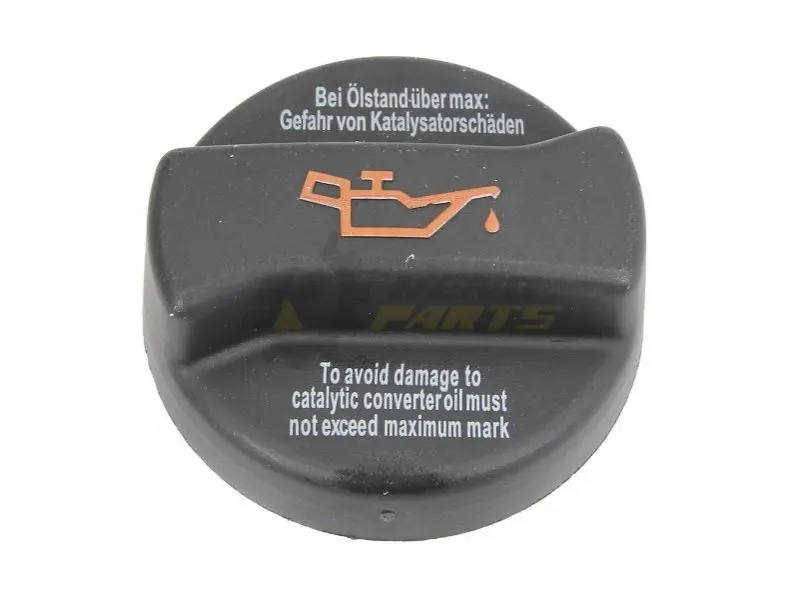 Bei Ölstand über max:
Gefahr von Katalysatorschäden
PARTS
To avoid damage to
catalytic converter oil must
not exceed maximum mark